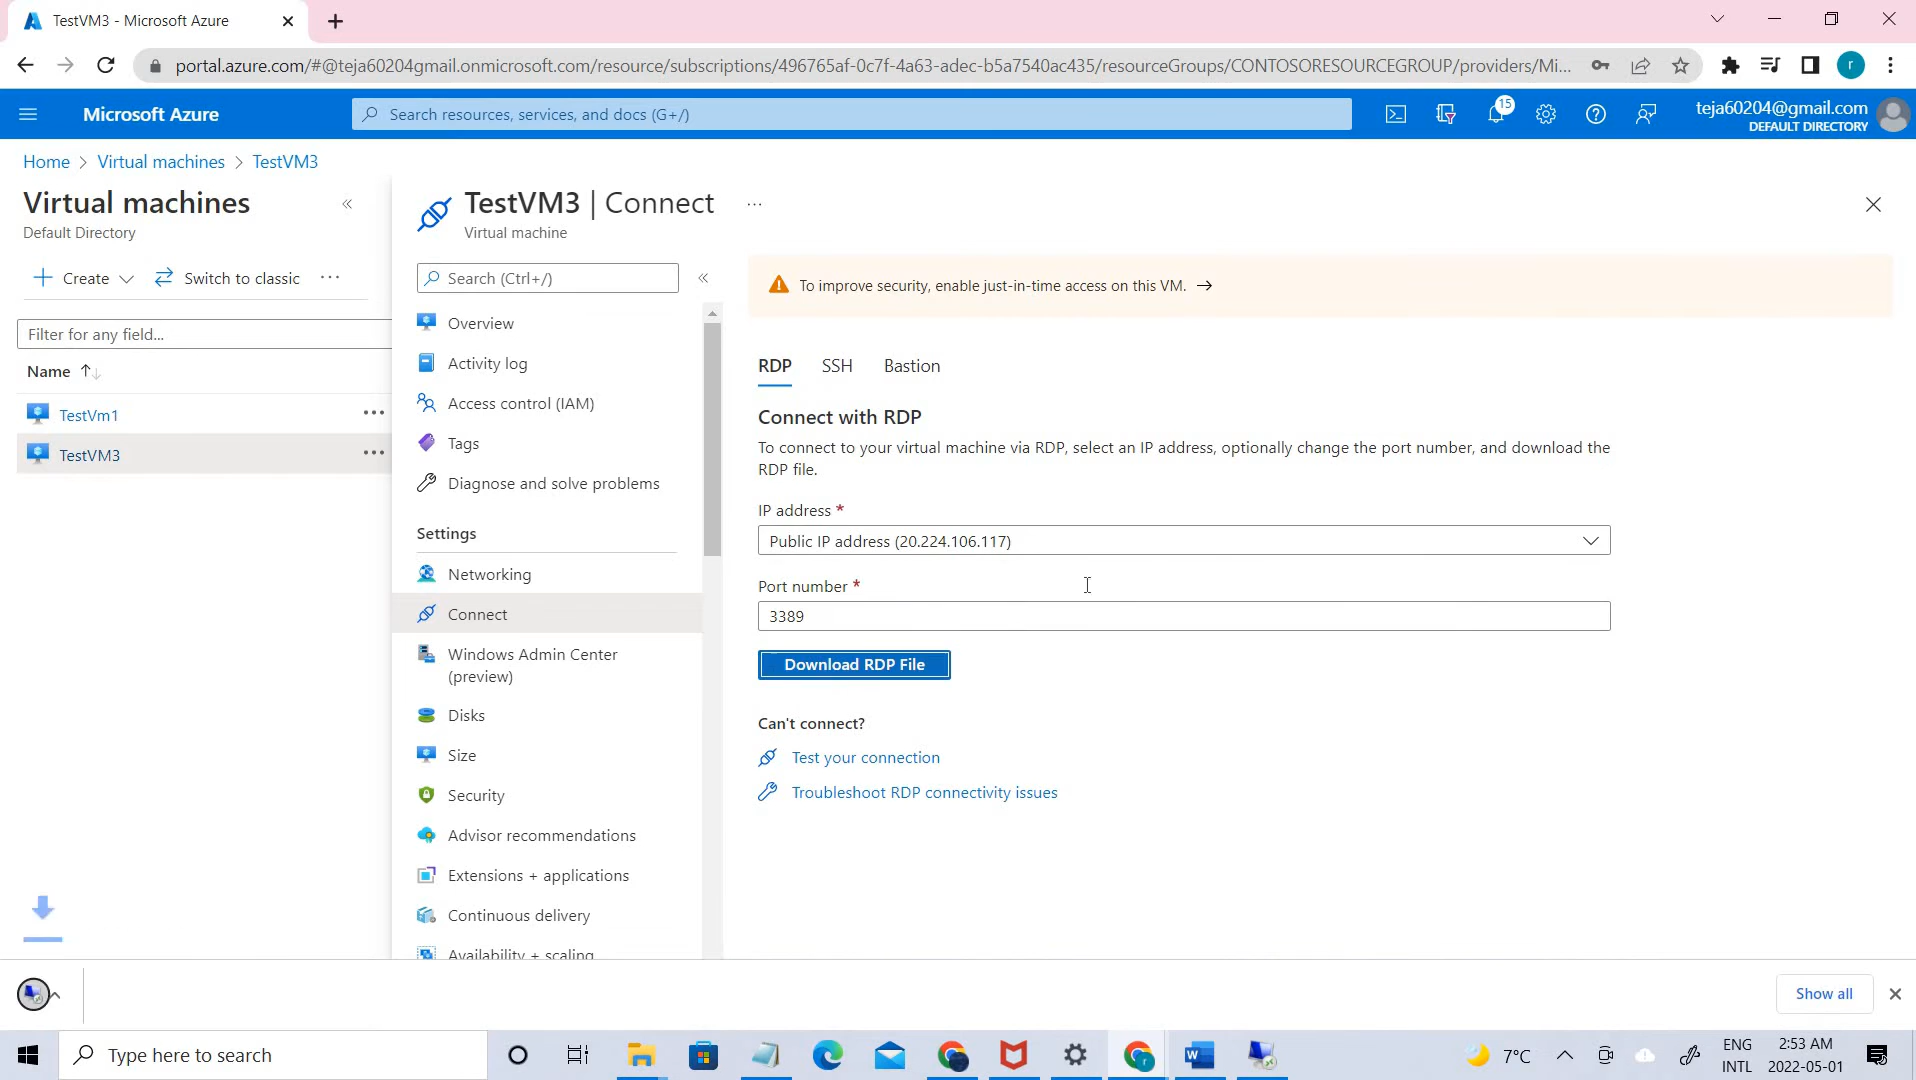 TestVM3 - Microsoft Azure
portal.azure.com/#@teja60204gmail.onmicrosoft.com/resource/subscriptions/496765af-0c7f-4a63-adec-b5a7540ac435/resourceGroups/CONTOSORESOURCEGROUP/providers/Mi...
r
Microsoft Azure
Search resources, services, and docs (G+/)
15
teja60204@gmail.com
DEFAULT DIRECTORY
Home > Virtual machines > TestVM3
Virtual machines
Default Directory
Create
Switch to classic
Filter for any field...
Name
TestVm1
TestVM3
TestVM3 | Connect
Virtual machine
Search (Ctrl+/)
Overview
Activity log
Access control (IAM)
Tags
Diagnose and solve problems
Settings
Networking
Connect
Windows Admin Center
(preview)
Disks
Size
Security
Advisor recommendations
Extensions + applications
Continuous delivery
Availability + scaling
To improve security, enable just-in-time access on this VM. →
RDP SSH Bastion
Connect with RDP
To connect to your virtual machine via RDP, select an IP address, optionally change the port number, and download the
RDP file.
IP address *
Public IP address (20.224.106.117)
Port number *
3389
Download RDP File
Can't connect?
Test your connection
Troubleshoot RDP connectivity issues
Show all
Type here to search
7°C
ENG
INTL
2:53 AM
2022-05-01